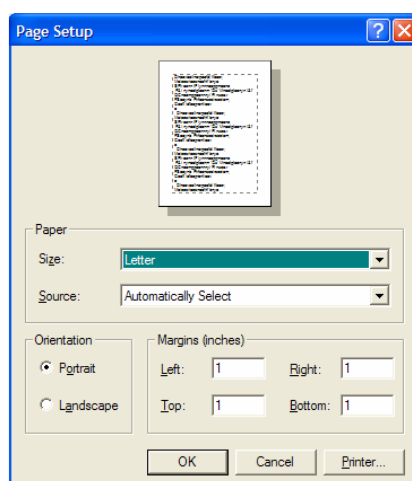 Page Setup
Paper
Size: Letter
Source: Automatically Select
Orientation
Portrait
Landscape
Margins (inches)
Left: 1 Right: 1
Top: 1 Bottom: 1
OK Cancel Printer...